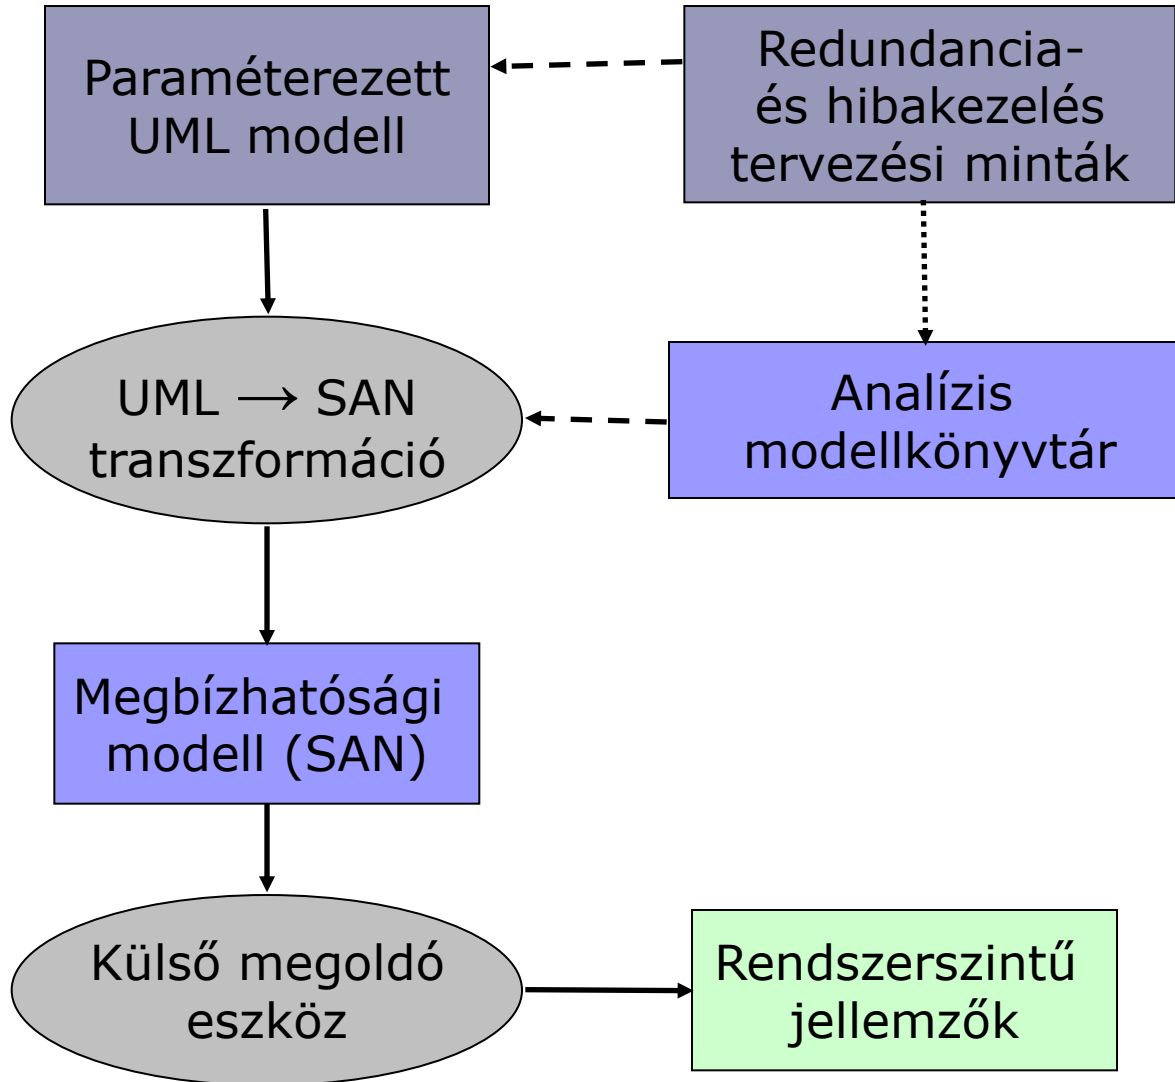 Paraméterezett
UML modell
Redundancia-
és hibakezelés
tervezési minták
UML → SAN
transzformáció
Analízis
modellkönyvtár
Megbízhatósági
modell (SAN)
Külső megoldó
eszköz
Rendszerszintű
jellemzők